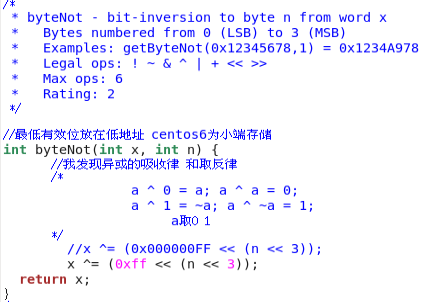 /*
 * byteNot - bit-inversion to byte n from word x
 *   Bytes numbered from 0 (LSB) to 3 (MSB)
 *   Examples: getByteNot(0x12345678,1) = 0x1234A978
 *   Legal ops: ! ~ & ^ | + << >>
 *   Max ops: 6
 *   Rating: 2
 */
//最低有效位放在低地址 centos6为小端存储
int byteNot(int x, int n) {
//我发现异或的吸收律 和取反律
/*
a ^ 0 = a; a ^ a = 0;
a ^ 1 = ~a; a ^ ~a = 1;
a取0 1
*/
//x ^= (0x000000FF << (n << 3));
x ^= (0xff << (n << 3));
return x;
}